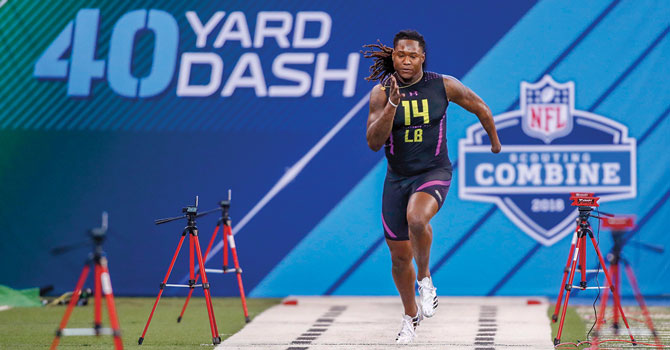 40 YARD
DASH
14
LB
NFL
SCOUTING
COMBINE
2018